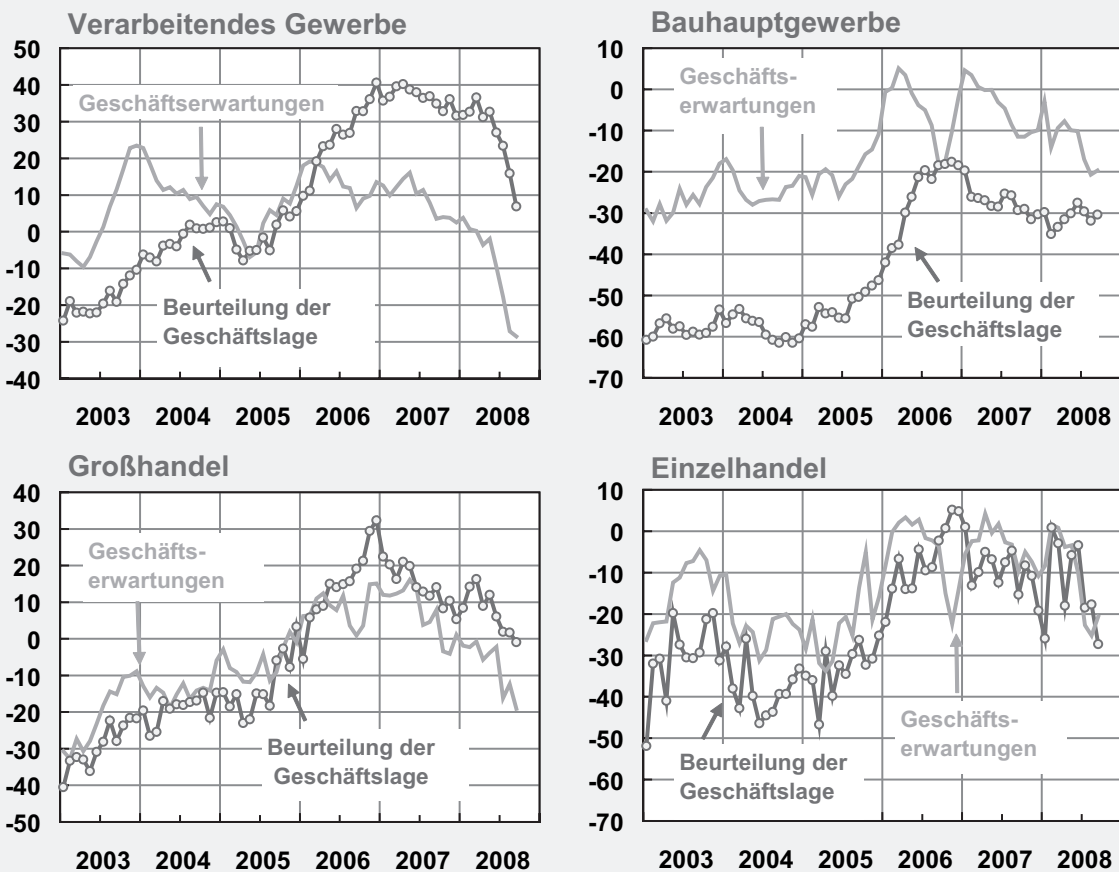 Verarbeitendes Gewerbe
50
40
30
20
10
0
-10
-20
-30
-40
Geschäftserwartungen
Beurteilung der
Geschäftslage
2003 2004 2005 2006 2007 2008
Bauhauptgewerbe
10
0
-10
-20
-30
-40
-50
-60
-70
Geschäfts-
erwartungen
Beurteilung der
Geschäftslage
2003 2004 2005 2006 2007 2008
Großhandel
40
30
20
10
0
-10
-20
-30
-40
-50
Geschäfts-
erwartungen
Beurteilung der
Geschäftslage
2003 2004 2005 2006 2007 2008
Einzelhandel
10
0
-10
-20
-30
-40
-50
-60
-70
Geschäfts-
erwartungen
Beurteilung der
Geschäftslage
2003 2004 2005 2006 2007 2008